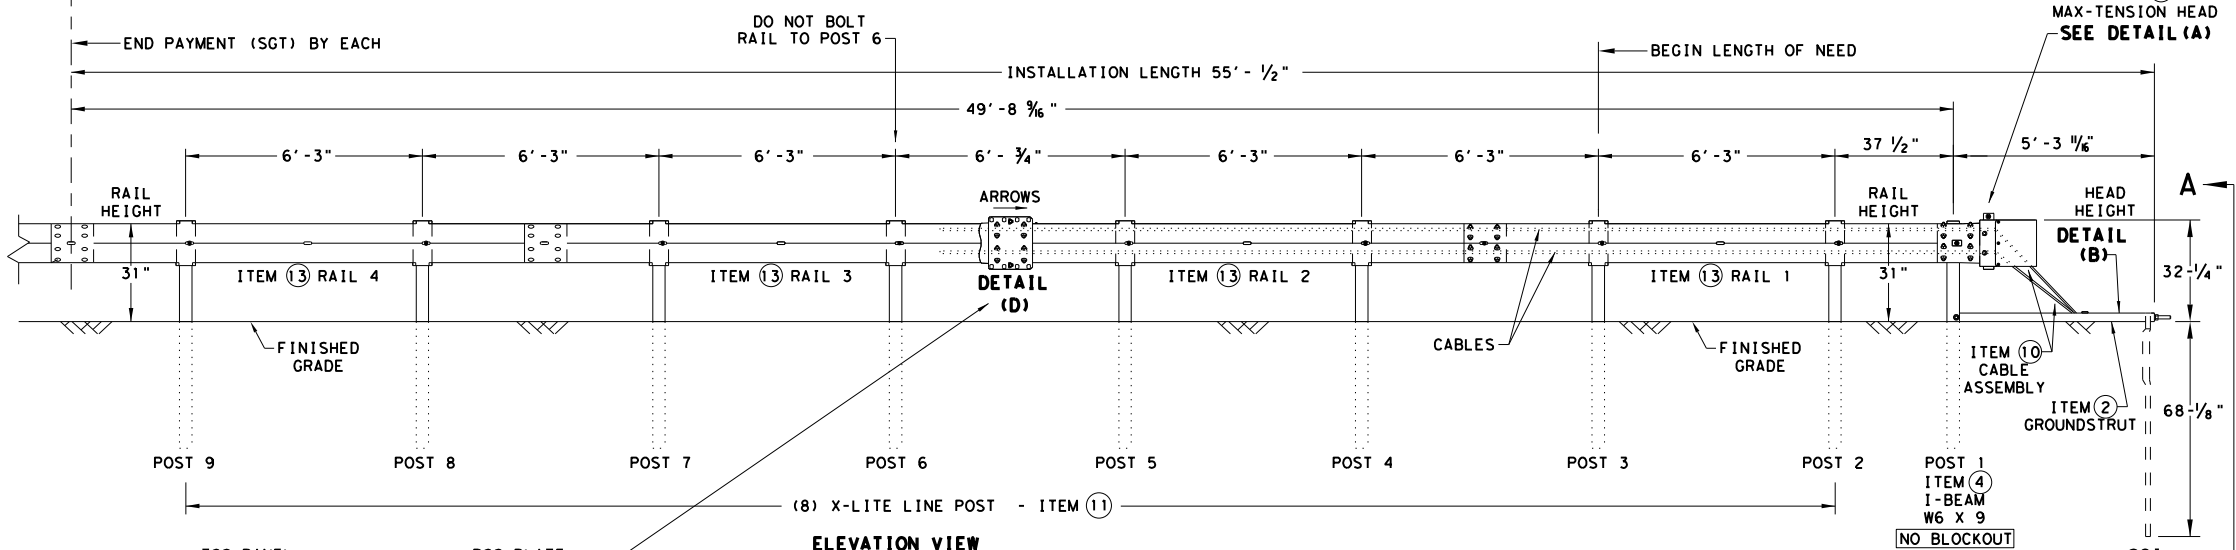 MAX-TENSION HEAD
SEE DETAIL (A)
DO NOT BOLT
RAIL TO POST 6
END PAYMENT (SGT) BY EACH
BEGIN LENGTH OF NEED
INSTALLATION LENGTH 55'- ½"
49'-8 9/16"
6'-3"
6'-3"
6'-3"
6'- ¾"
6'-3"
6'-3"
6'-3"
37 ½"
5'-3 11/16"
A
RAIL
HEIGHT
ARROWS
RAIL
HEIGHT
HEAD
HEIGHT
DETAIL
(B)
31"
ITEM 13 RAIL 4
ITEM 13 RAIL 3
DETAIL
(D)
ITEM 13 RAIL 2
ITEM 13 RAIL 1
31"
32-¼"
FINISHED
GRADE
CABLES
FINISHED
GRADE
ITEM 10
CABLE
ASSEMBLY
ITEM 2
GROUNDSTRUT
68-⅛"
POST 9
POST 8
POST 7
POST 6
POST 5
POST 4
POST 3
POST 2
POST 1
ITEM 4
I-BEAM
W6 X 9
NO BLOCKOUT
(8) X-LITE LINE POST - ITEM 11
ELEVATION VIEW